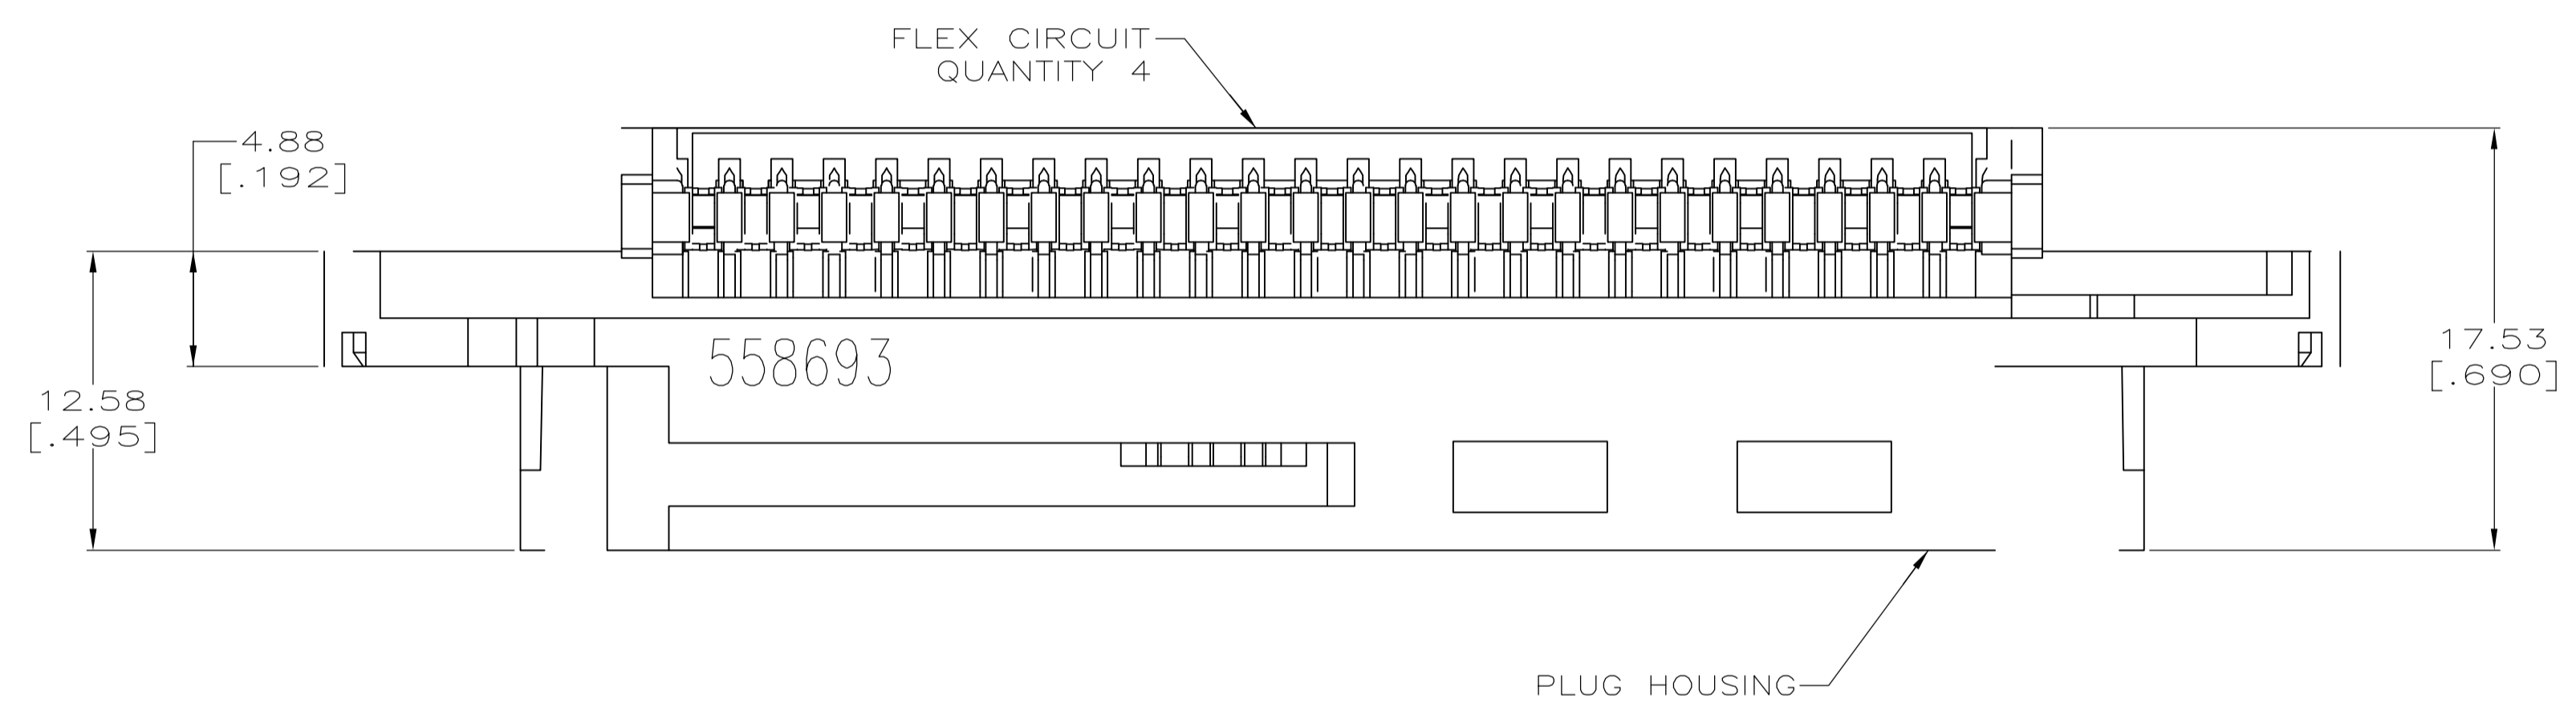 FLEX CIRCUIT
QUANTITY 4
4.88
[.192]
558693
17.53
[.690]
12.58
[.495]
PLUG HOUSING